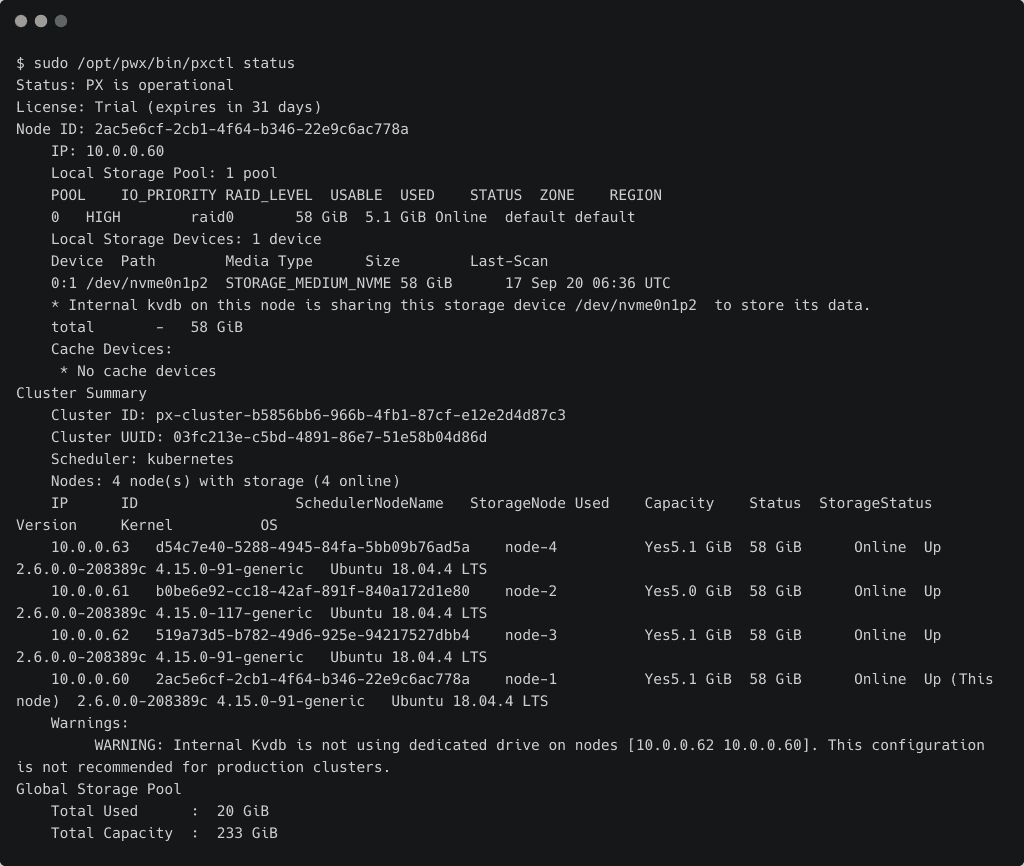 $ sudo /opt/pwx/bin/pxctl status
Status: PX is operational
License: Trial (expires in 31 days)
Node ID: 2ac5e6cf-2cb1-4f64-b346-22e9c6ac778a
    IP: 10.0.0.60
    Local Storage Pool: 1 pool
    POOL    IO_PRIORITY RAID_LEVEL  USABLE  USED    STATUS  ZONE    REGION
    0   HIGH        raid0       58 GiB  5.1 GiB Online  default default
    Local Storage Devices: 1 device
    Device  Path        Media Type      Size        Last-Scan
    0:1 /dev/nvme0n1p2  STORAGE_MEDIUM_NVME 58 GiB      17 Sep 20 06:36 UTC
    * Internal kvdb on this node is sharing this storage device /dev/nvme0n1p2  to store its data.
    total       -   58 GiB
    Cache Devices:
     * No cache devices
Cluster Summary
    Cluster ID: px-cluster-b5856bb6-966b-4fb1-87cf-e12e2d4d87c3
    Cluster UUID: 03fc213e-c5bd-4891-86e7-51e58b04d86d
    Scheduler: kubernetes
    Nodes: 4 node(s) with storage (4 online)
    IP      ID                  SchedulerNodeName   StorageNode Used    Capacity    Status  StorageStatus
Version     Kernel          OS
    10.0.0.63   d54c7e40-5288-4945-84fa-5bb09b76ad5a    node-4          Yes5.1 GiB  58 GiB      Online  Up
2.6.0.0-208389c 4.15.0-91-generic   Ubuntu 18.04.4 LTS
    10.0.0.61   b0be6e92-cc18-42af-891f-840a172d1e80    node-2          Yes5.0 GiB  58 GiB      Online  Up
2.6.0.0-208389c 4.15.0-117-generic  Ubuntu 18.04.4 LTS
    10.0.0.62   519a73d5-b782-49d6-925e-94217527dbb4    node-3          Yes5.1 GiB  58 GiB      Online  Up
2.6.0.0-208389c 4.15.0-91-generic   Ubuntu 18.04.4 LTS
    10.0.0.60   2ac5e6cf-2cb1-4f64-b346-22e9c6ac778a    node-1          Yes5.1 GiB  58 GiB      Online  Up (This
node)  2.6.0.0-208389c 4.15.0-91-generic   Ubuntu 18.04.4 LTS
    Warnings:
         WARNING: Internal Kvdb is not using dedicated drive on nodes [10.0.0.62 10.0.0.60]. This configuration
is not recommended for production clusters.
Global Storage Pool
    Total Used      :  20 GiB
    Total Capacity  :  233 GiB